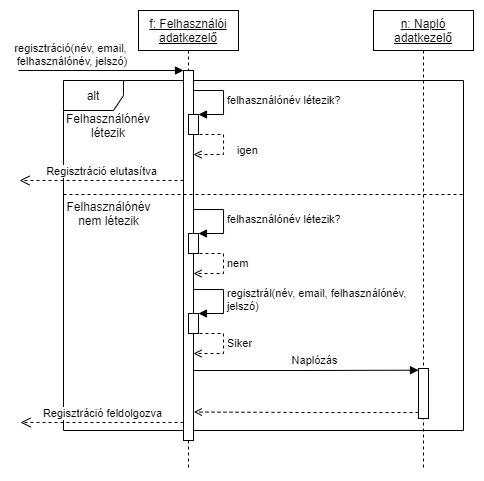 f: Felhasználói
adatkezelő
n: Napló
adatkezelő
regisztráció(név, email,
felhasználónév, jelszó)
alt
Felhasználónév
létezik
felhasználónév létezik?
igen
Regisztráció elutasítva
Felhasználónév
nem létezik
felhasználónév létezik?
nem
regisztrál(név, email, felhasználónév,
jelszó)
Siker
Naplózás
Regisztráció feldolgozva